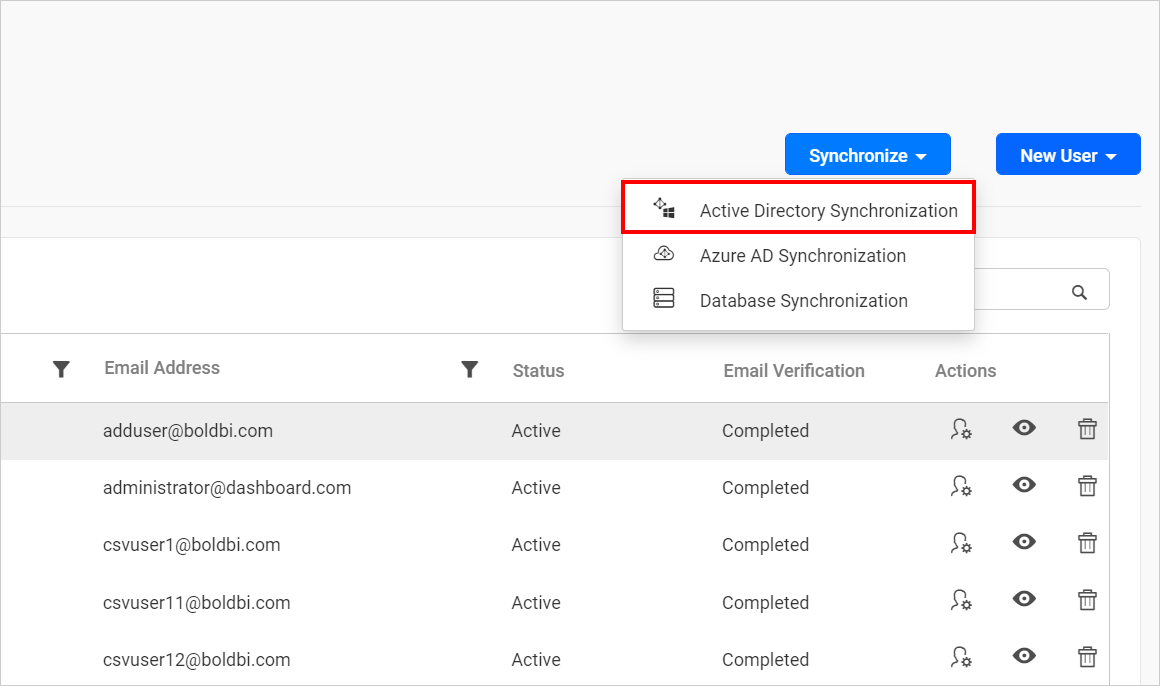 Synchronize
New User
Active Directory Synchronization
Azure AD Synchronization
Database Synchronization
Email Address Status Email Verification Actions
adduser@boldbi.com Active Completed
administrator@dashboard.com Active Completed
csvuser1@boldbi.com Active Completed
csvuser11@boldbi.com Active Completed
csvuser12@boldbi.com Active Completed